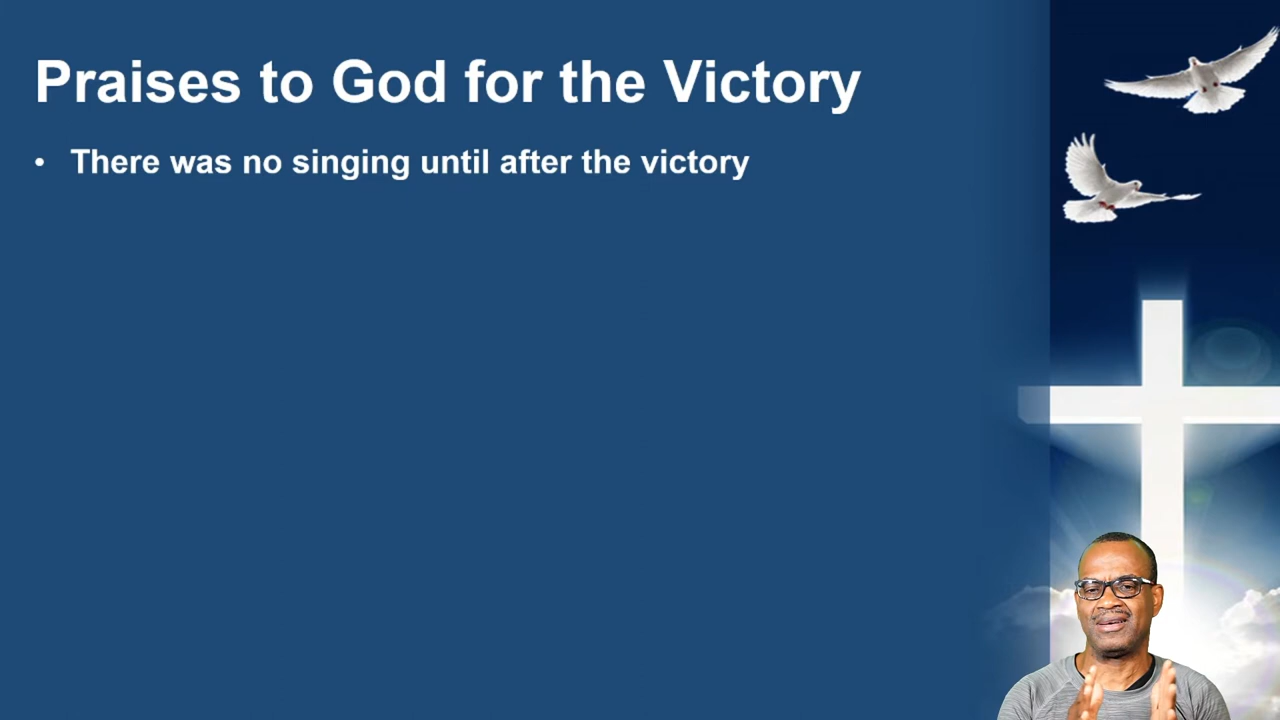 Praises to God for the Victory
• There was no singing until after the victory